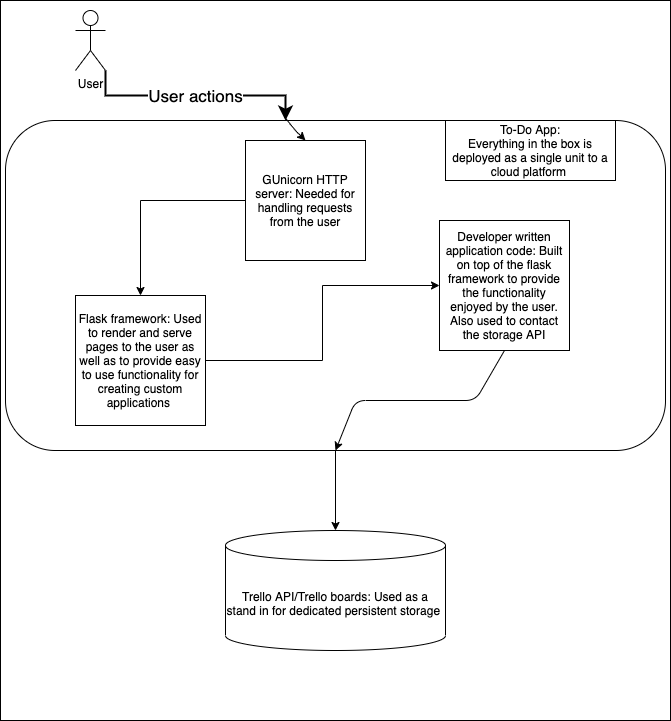 User
User actions
To-Do App:
Everything in the box is
deployed as a single unit to a
cloud platform
GUnicorn HTTP
server: Needed for
handling requests
from the user
Developer written
application code: Built
on top of the flask
framework to provide
the functionality
enjoyed by the user.
Also used to contact
the storage API
Flask framework: Used
to render and serve
pages to the user as
well as to provide easy
to use functionality for
creating custom
applications
Trello API/Trello boards: Used as a
stand in for dedicated persistent storage